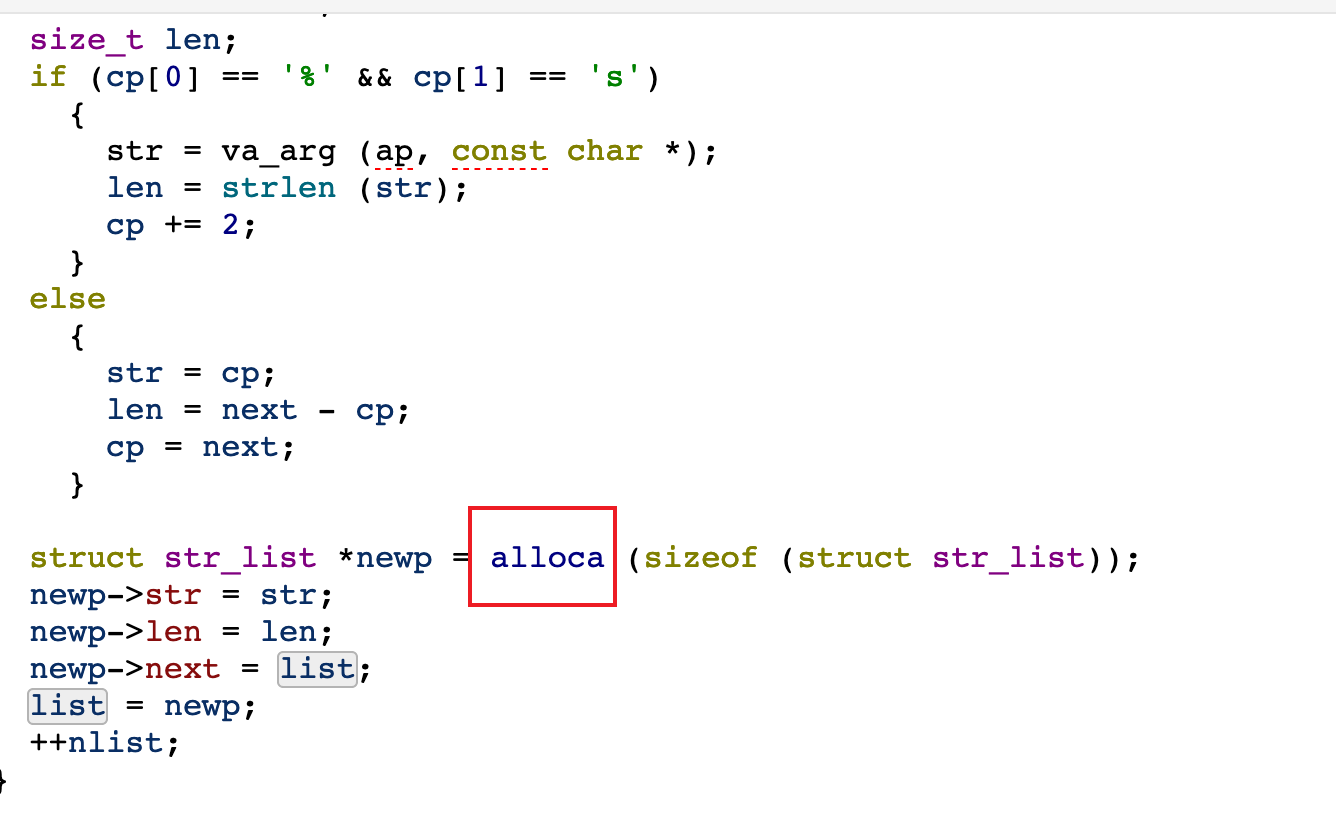 size_t len;
if (cp[0] == '%' && cp[1] == 's')
{
str = va_arg (ap, const char *);
len = strlen (str);
cp += 2;
}
else
{
str = cp;
len = next - cp;
cp = next;
}
struct str_list *newp = alloca (sizeof (struct str_list));
newp->str = str;
newp->len = len;
newp->next = list;
list = newp;
++nlist;
}